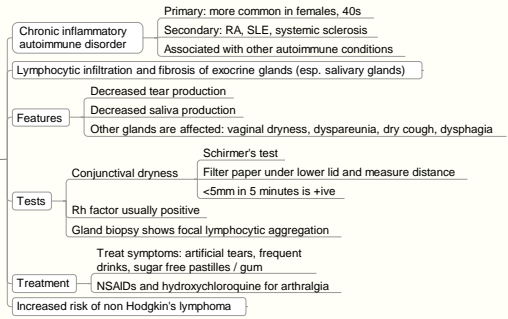 Chronic inflammatory
autoimmune disorder
Primary: more common in females, 40s
Secondary: RA, SLE, systemic sclerosis
Associated with other autoimmune conditions
Lymphocytic infiltration and fibrosis of exocrine glands (esp. salivary glands)
Features
Decreased tear production
Decreased saliva production
Other glands are affected: vaginal dryness, dyspareunia, dry cough, dysphagia
Tests
Conjunctival dryness
Schirmer's test
Filter paper under lower lid and measure distance
<5mm in 5 minutes is +ive
Rh factor usually positive
Gland biopsy shows focal lymphocytic aggregation
Treatment
Treat symptoms: artificial tears, frequent
drinks, sugar free pastilles / gum
NSAIDs and hydroxychloroquine for arthralgia
Increased risk of non Hodgkin's lymphoma